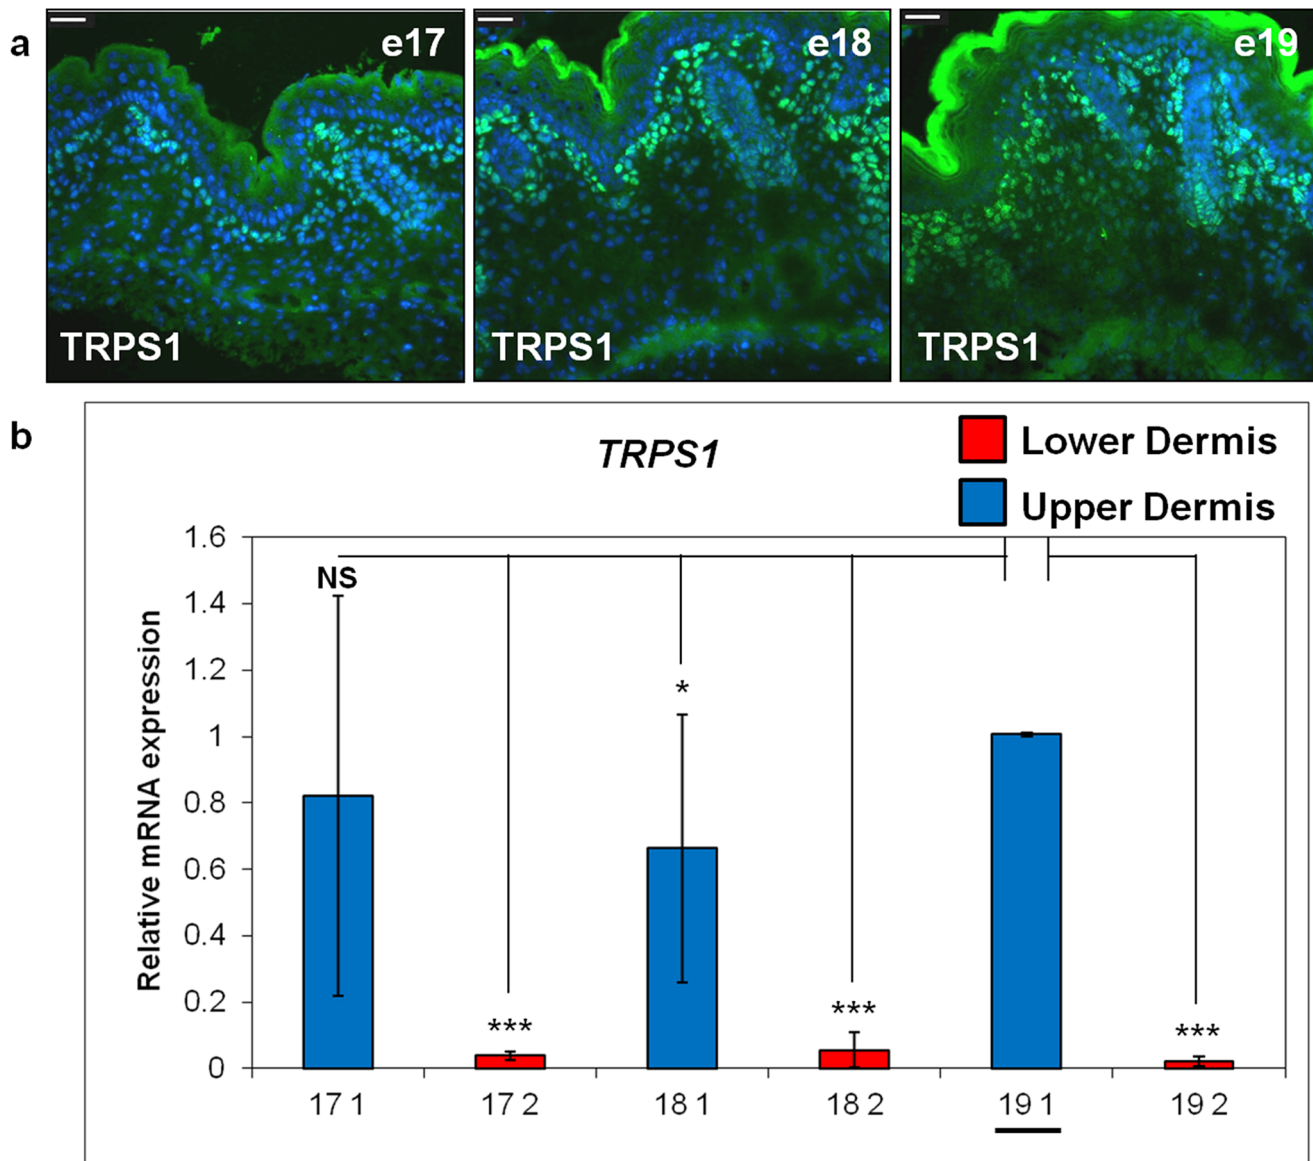 a
e17
e18
e19
TRPS1
TRPS1
TRPS1
b
TRPS1
Lower Dermis
Upper Dermis
Relative mRNA expression
1.6
1.4
1.2
1
0.8
0.6
0.4
0.2
0
NS
***
*
***
***
17 1
17 2
18 1
18 2
19 1
19 2